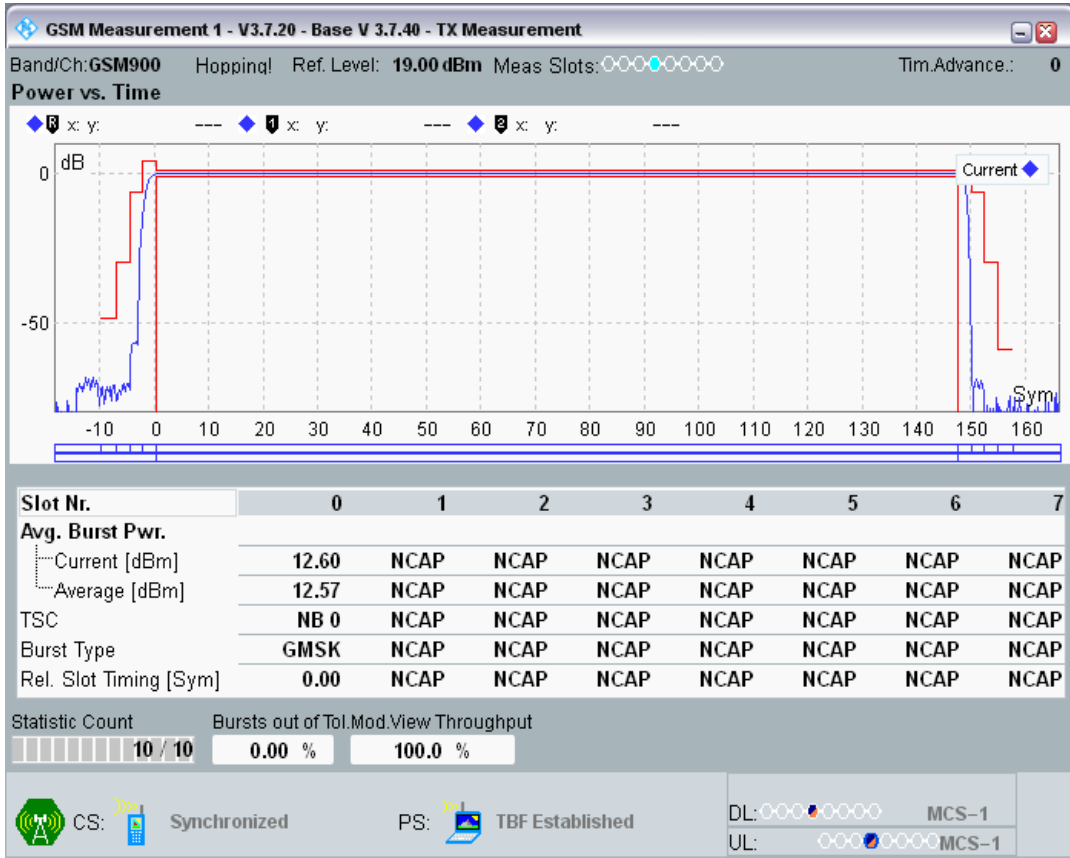 GSM Measurement 1 - V3.7.20 - Base V 3.7.40 - TX Measurement
Band/Ch:GSM900 Hopping! Ref. Level: 19.00 dBm Meas Slots: Tim.Advance.: 0
Power vs. Time
R x: y: --- 1 x: y: --- 2 x: y: ---
dB
Current
0
-50
Sym
-10 0 10 20 30 40 50 60 70 80 90 100 110 120 130 140 150 160
Slot Nr. 0 1 2 3 4 5 6 7
Avg. Burst Pwr.
Current [dBm] 12.60 NCAP NCAP NCAP NCAP NCAP NCAP NCAP
Average [dBm] 12.57 NCAP NCAP NCAP NCAP NCAP NCAP NCAP
TSC NB 0 NCAP NCAP NCAP NCAP NCAP NCAP NCAP
Burst Type GMSK NCAP NCAP NCAP NCAP NCAP NCAP NCAP
Rel. Slot Timing [Sym] 0.00 NCAP NCAP NCAP NCAP NCAP NCAP NCAP
Statistic Count Bursts out of Tol.Mod.View Throughput
10 / 10 0.00 % 100.0 %
CS: Synchronized PS: TBF Established
DL: MCS-1
UL: MCS-1